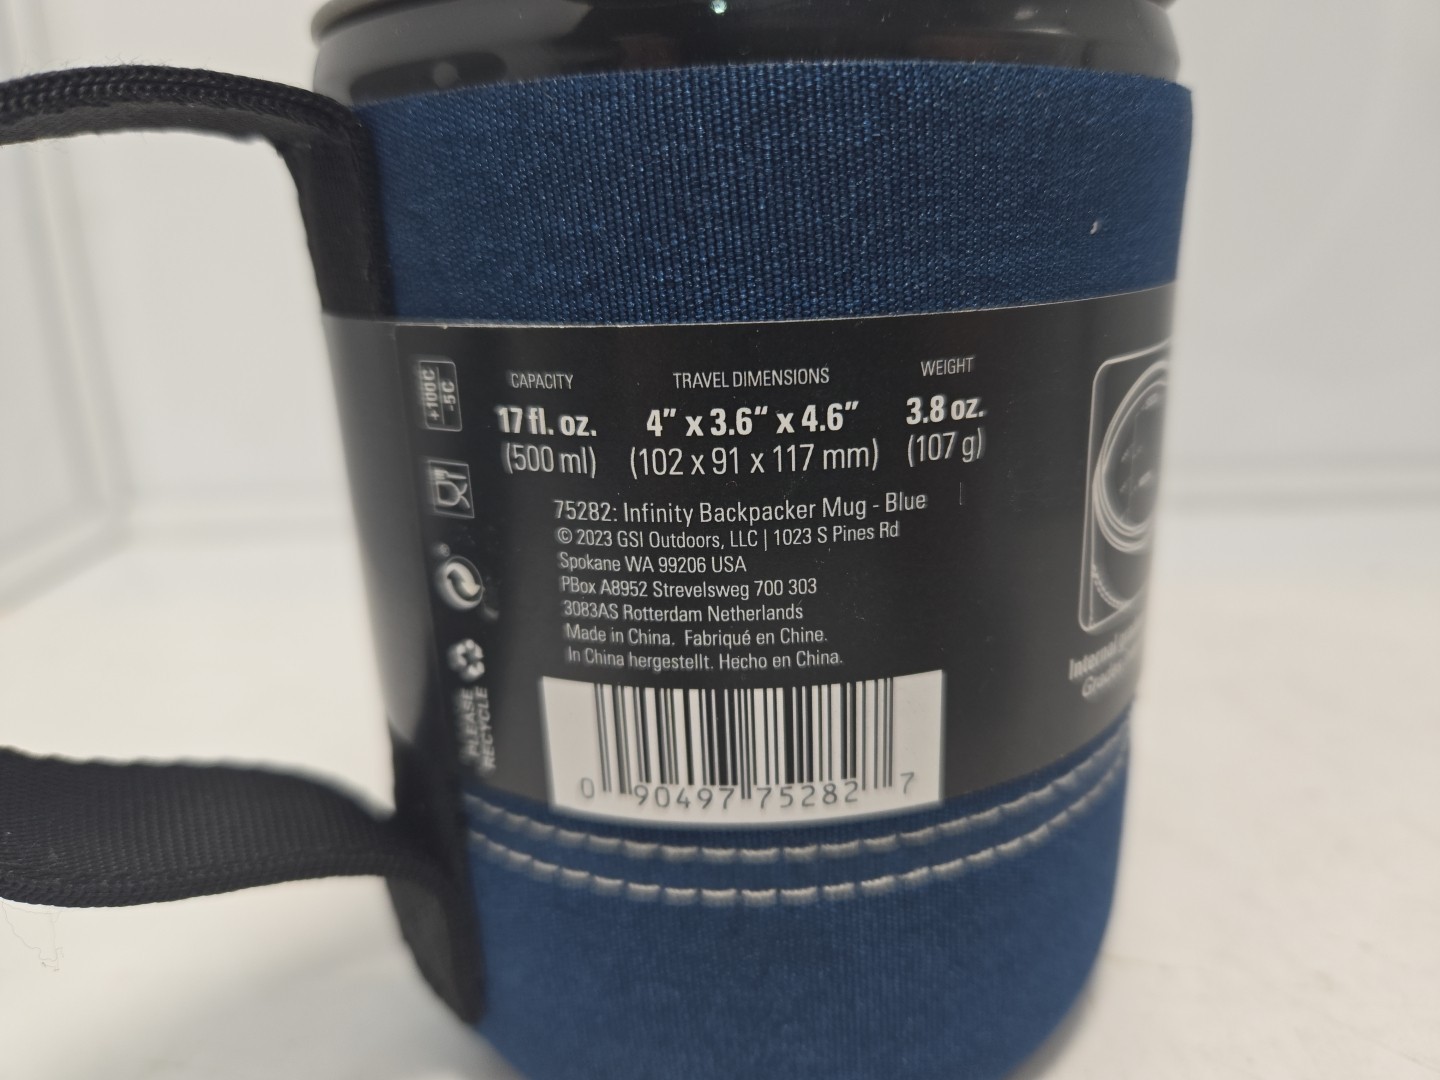 +100C
-5C
CAPACITY
17 fl. oz.
(500 ml)
TRAVEL DIMENSIONS
4" x 3.6" x 4.6"
(102 x 91 x 117 mm)
WEIGHT
3.8 oz.
(107 g)
75282: Infinity Backpacker Mug - Blue
© 2023 GSI Outdoors, LLC | 1023 S Pines Rd
Spokane WA 99206 USA
PBox A8952 Strevelsweg 700 303
3083AS Rotterdam Netherlands
Made in China. Fabriqué en Chine.
In China hergestellt. Hecho en China.
PLEASE
RECYCLE
0 90497 75282 7